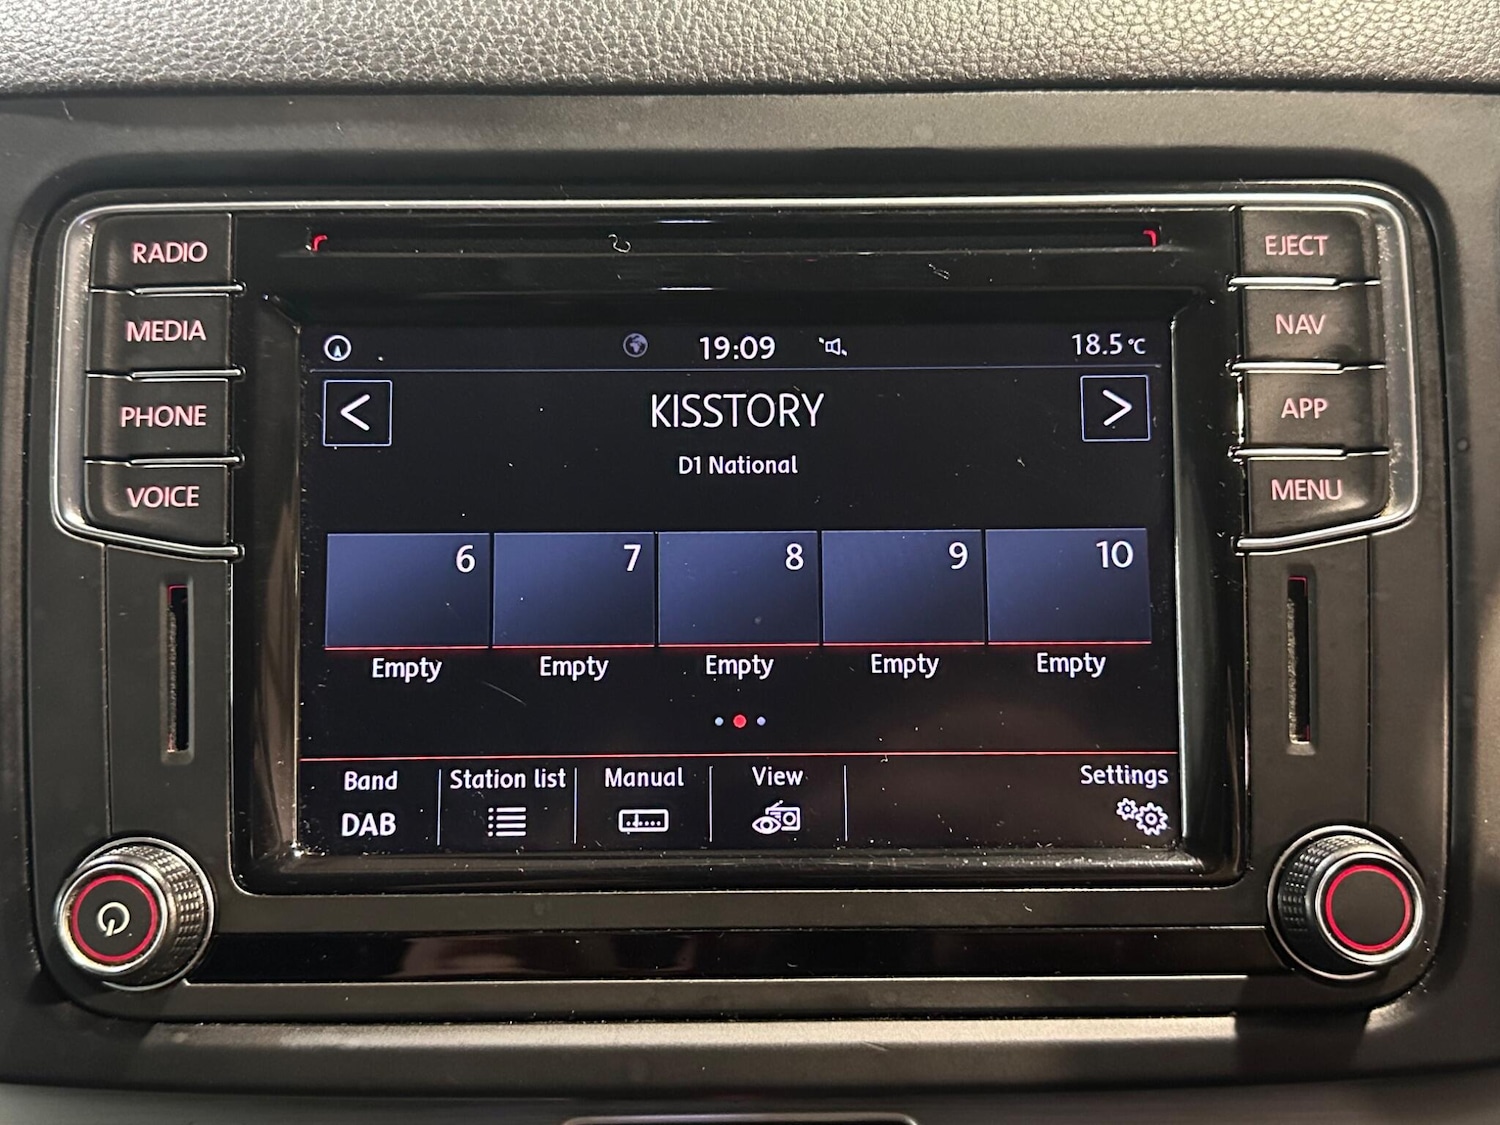 RADIO
MEDIA
PHONE
VOICE
EJECT
NAV
APP
MENU
19:09
18.5°C
< KISSTORY >
D1 National
6 7 8 9 10
Empty Empty Empty Empty Empty
Band Station list Manual View Settings
DAB